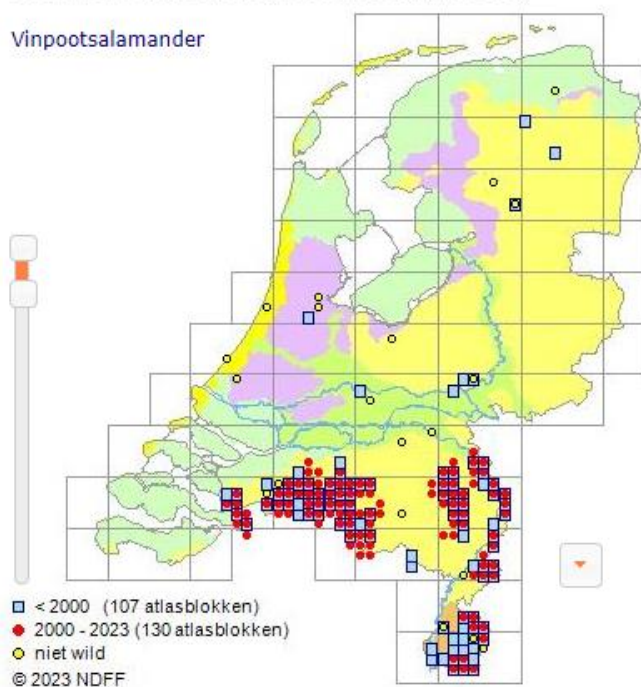 Vinpootsalamander
< 2000 (107 atlasblokken)
2000 - 2023 (130 atlasblokken)
niet wild
© 2023 NDFF